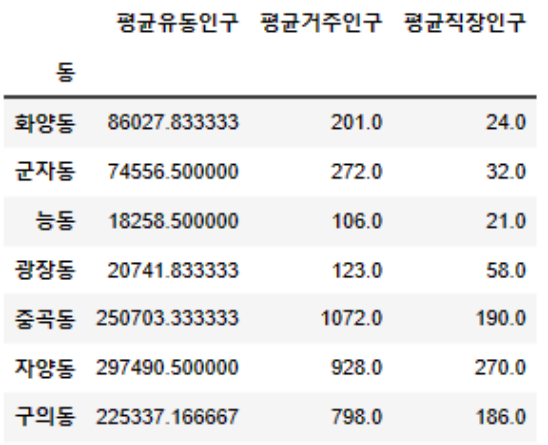 평균유동인구 평균거주인구 평균직장인구
동
화양동 86027.833333 201.0 24.0
군자동 74556.500000 272.0 32.0
능동 18258.500000 106.0 21.0
광장동 20741.833333 123.0 58.0
중곡동 250703.333333 1072.0 190.0
자양동 297490.500000 928.0 270.0
구의동 225337.166667 798.0 186.0